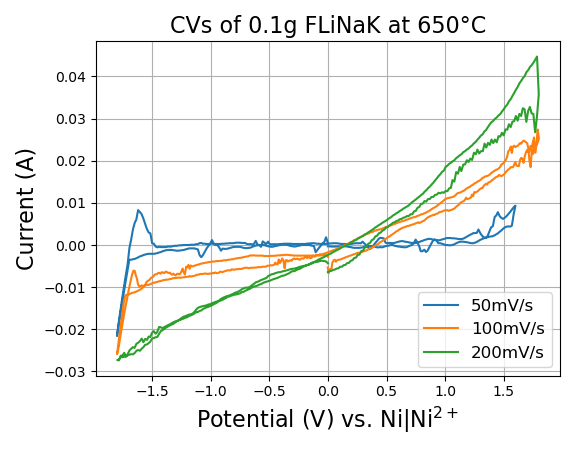 CVs of 0.1g FLiNaK at 650°C
Current (A)
0.04
0.03
0.02
0.01
0.00
−0.01
−0.02
−0.03
50mV/s
100mV/s
200mV/s
−1.5 −1.0 −0.5 0.0 0.5 1.0 1.5
Potential (V) vs. Ni|Ni²⁺